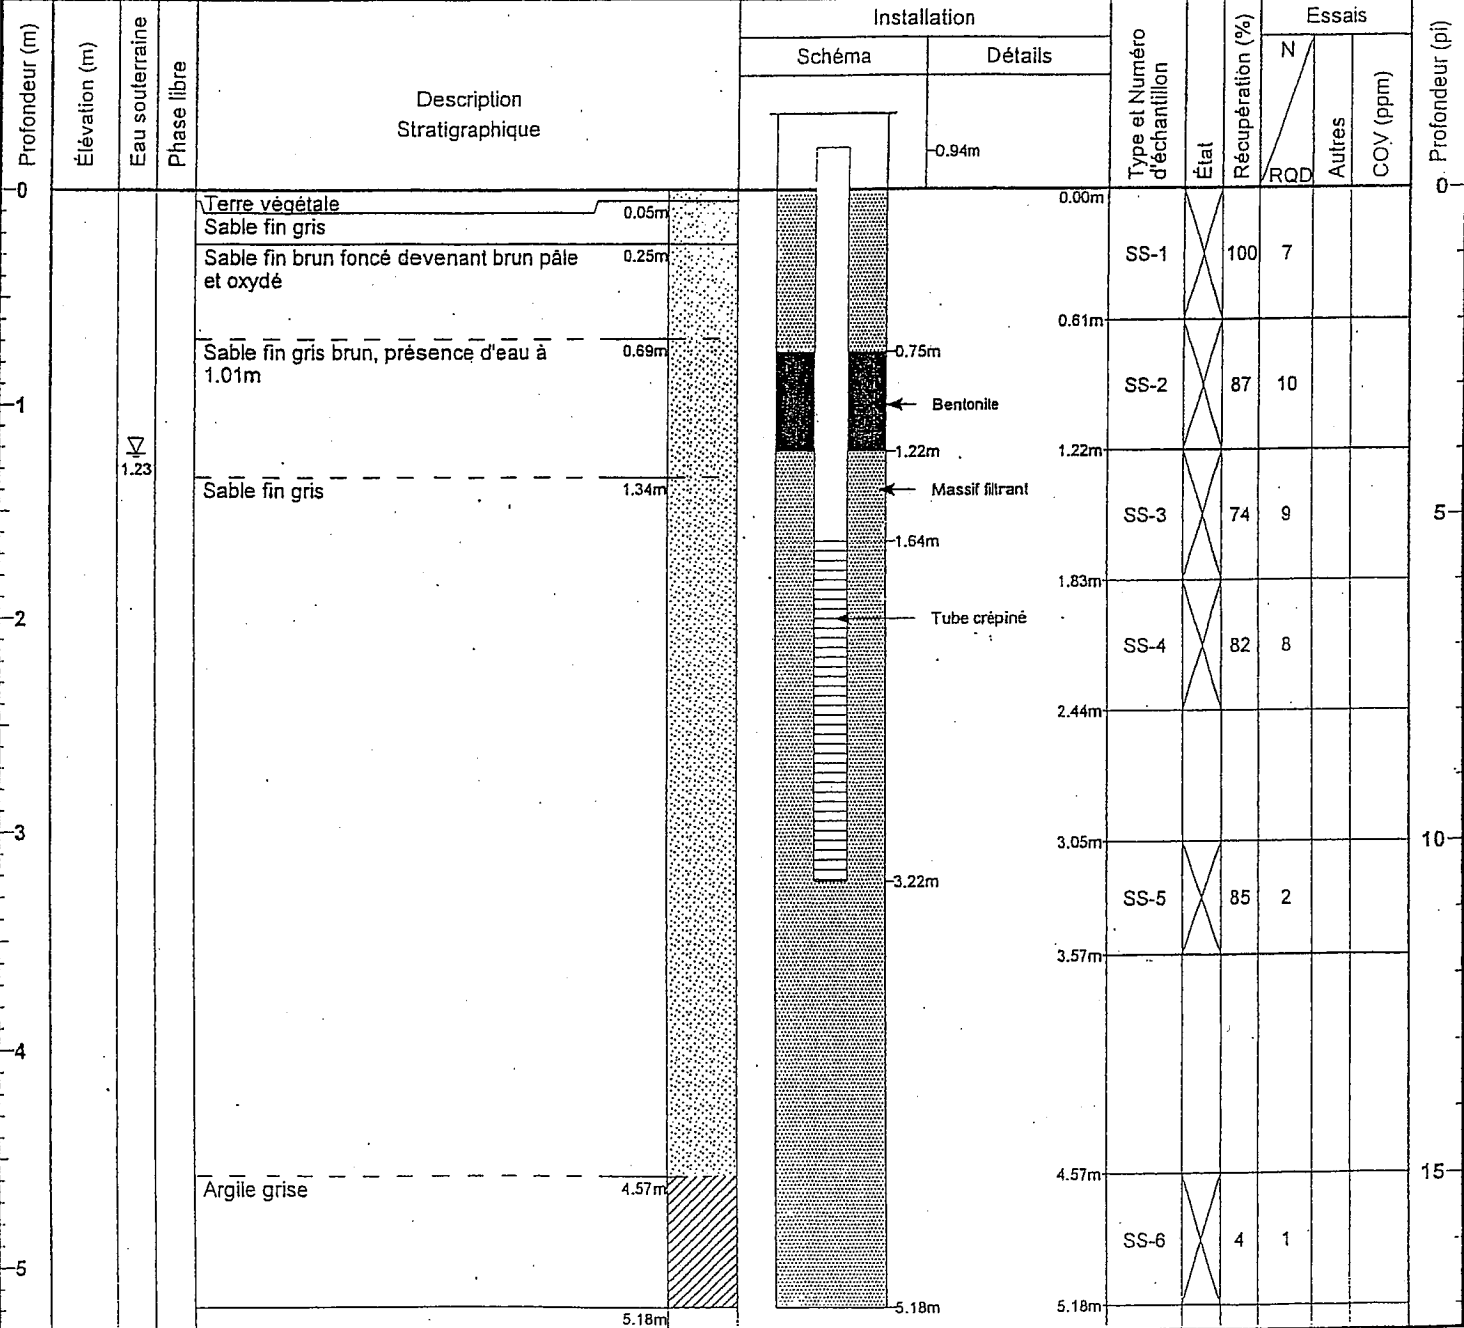 Profondeur (m)
Élévation (m)
Eau souterraine
Phase libre
Description
Stratigraphique
Installation
Schéma
Détails
Type et Numéro
d'échantillon
État
Récupération (%)
Essais
N
RQD
Autres
COV (ppm)
Profondeur (pi)
0.94m
0
0.00m
0
Terre végétale
0.05m
Sable fin gris
Sable fin brun foncé devenant brun pâle
et oxydé
0.25m
SS-1 100 7
0.61m
Sable fin gris brun, présence d'eau à
1.01m
0.69m
0.75m
SS-2 87 10
1
Bentonite
1.22m
1.22m
1.23
Sable fin gris
1.34m
Massif filtrant
SS-3 74 9
5
1.64m
1.83m
2
Tube crépiné
SS-4 82 8
2.44m
3
3.05m
10
3.22m
SS-5 85 2
3.57m
4
Argile grise
4.57m
4.57m
15
SS-6 4 1
5
5.18m
5.18m
5.18m